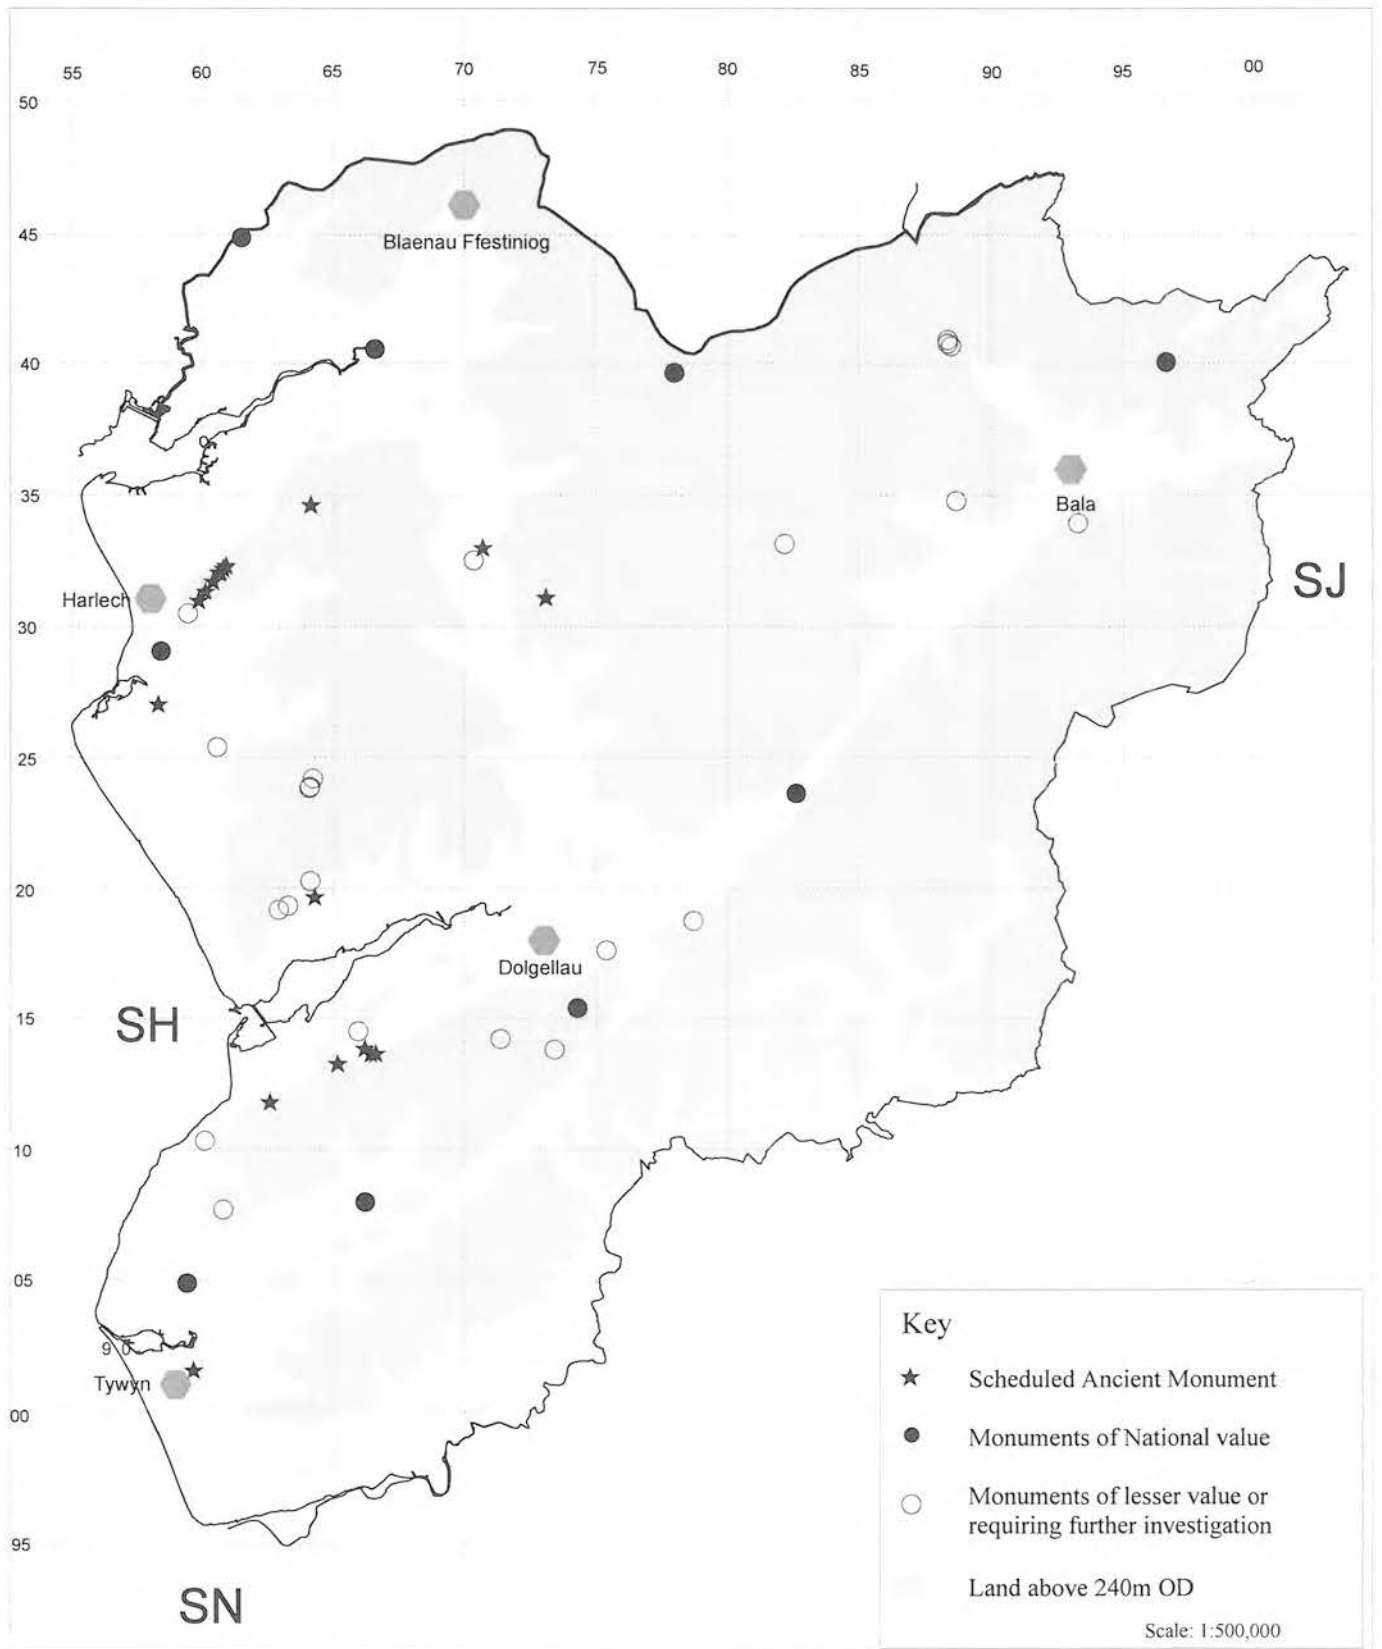 55 60 65 70 75 80 85 90 95 00
50
45
Blaenau Ffestiniog
40
35
Bala
SJ
Harlech
30
25
20
Dolgellau
SH
15
10
05
9 0
Tywyn
00
95
SN
Key
Scheduled Ancient Monument
Monuments of National value
Monuments of lesser value or
requiring further investigation
Land above 240m OD
Scale: 1:500,000